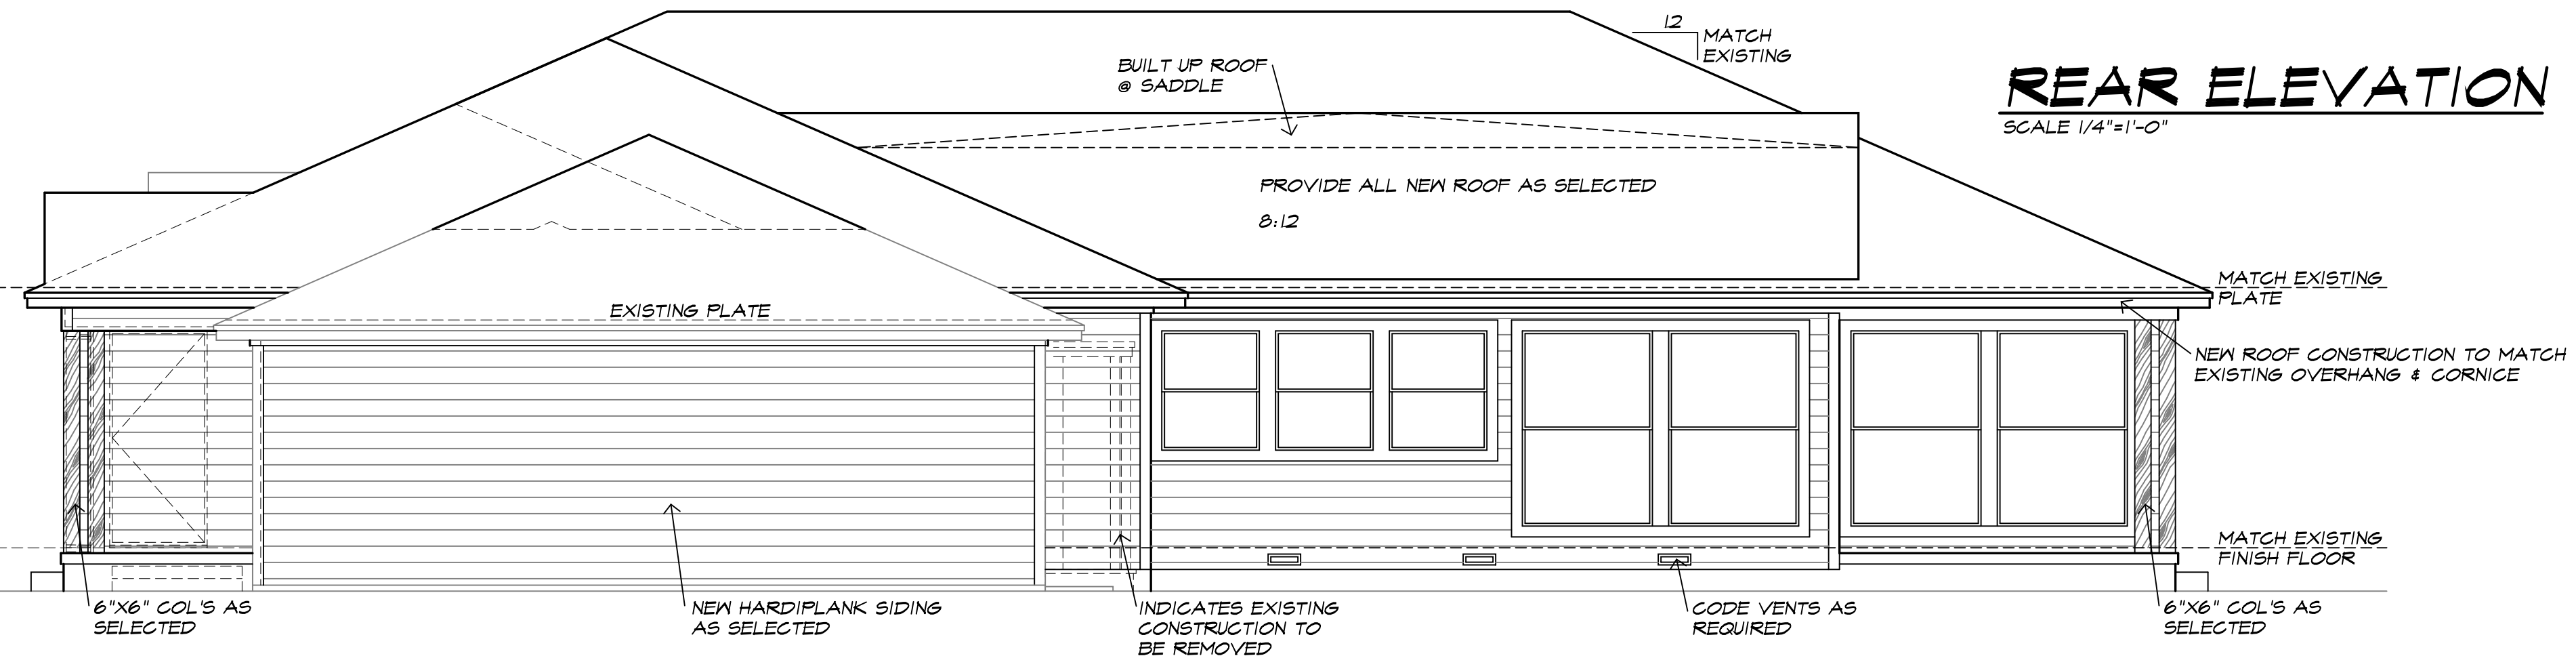 12
MATCH
EXISTING
BUILT UP ROOF
@ SADDLE
REAR ELEVATION
SCALE 1/4"=1'-0"
PROVIDE ALL NEW ROOF AS SELECTED
8:12
MATCH EXISTING
PLATE
EXISTING PLATE
NEW ROOF CONSTRUCTION TO MATCH
EXISTING OVERHANG & CORNICE
MATCH EXISTING
FINISH FLOOR
6"X6" COL'S AS
SELECTED
NEW HARDIPLANK SIDING
AS SELECTED
INDICATES EXISTING
CONSTRUCTION TO
BE REMOVED
CODE VENTS AS
REQUIRED
6"X6" COL'S AS
SELECTED